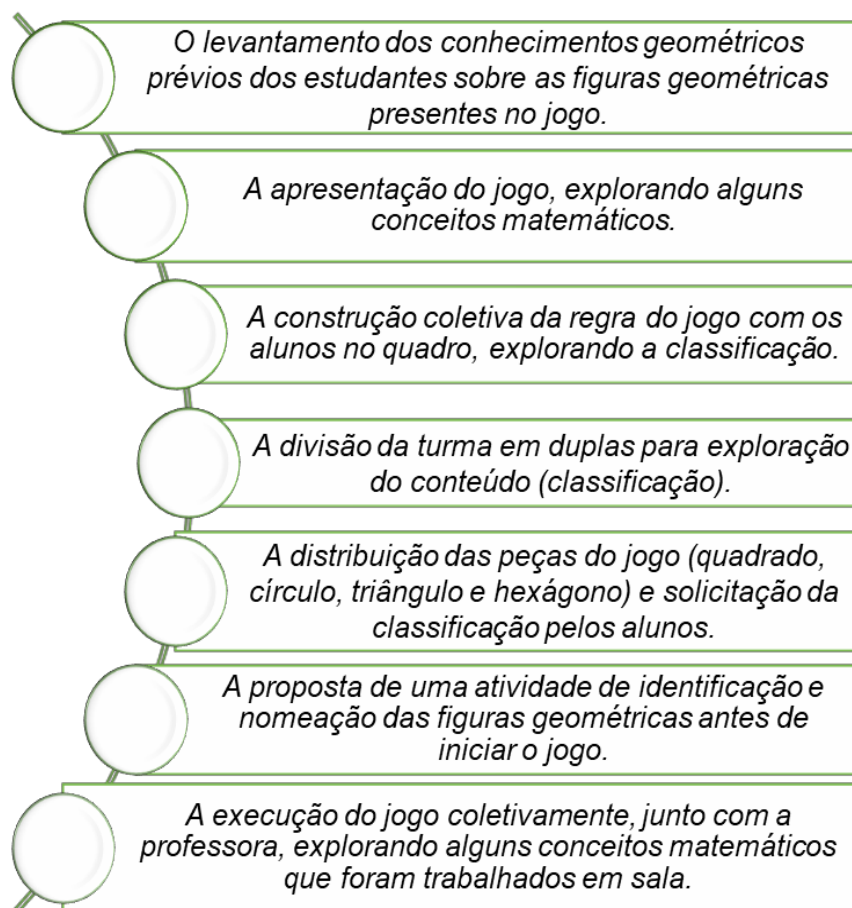 O levantamento dos conhecimentos geométricos
prévios dos estudantes sobre as figuras geométricas
presentes no jogo.
A apresentação do jogo, explorando alguns
conceitos matemáticos.
A construção coletiva da regra do jogo com os
alunos no quadro, explorando a classificação.
A divisão da turma em duplas para exploração
do conteúdo (classificação).
A distribuição das peças do jogo (quadrado,
círculo, triângulo e hexágono) e solicitação da
classificação pelos alunos.
A proposta de uma atividade de identificação e
nomeação das figuras geométricas antes de
iniciar o jogo.
A execução do jogo coletivamente, junto com a
professora, explorando alguns conceitos matemáticos
que foram trabalhados em sala.